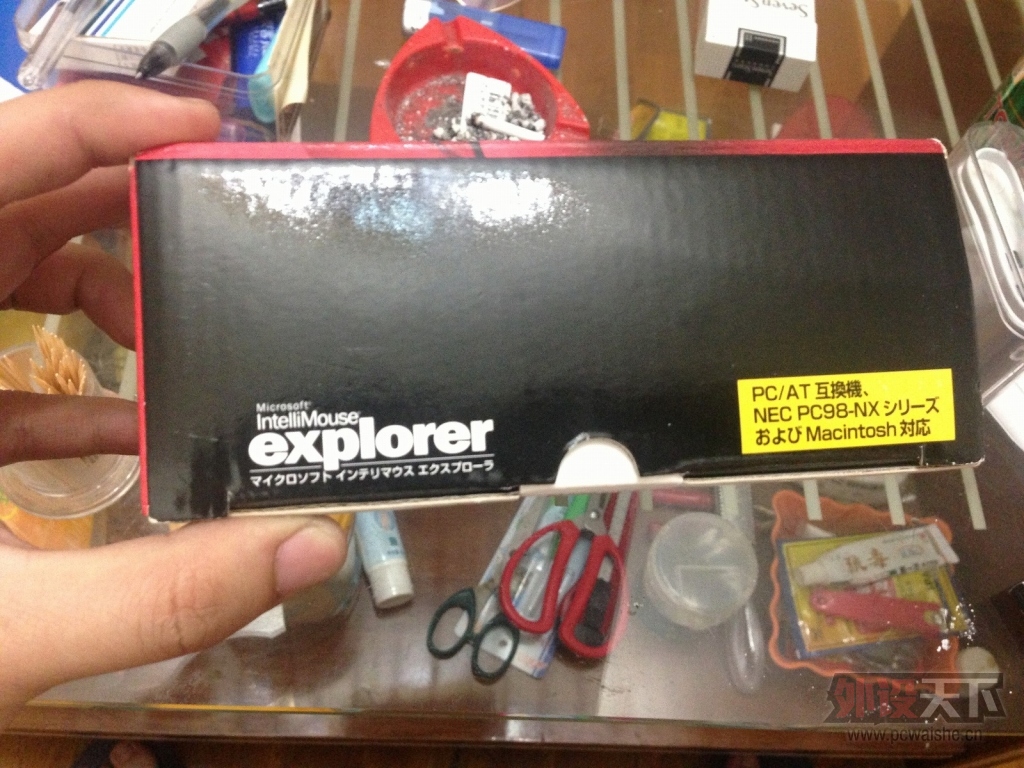 SevenSt
Microsoft®
IntelliMouse®
explorer
マイクロソフト インテリマウス エクスプローラ
PC/AT 互換機、
NEC PC98-NX シリーズ
および Macintosh 対応
外设天下
www.pcwaishe.cn